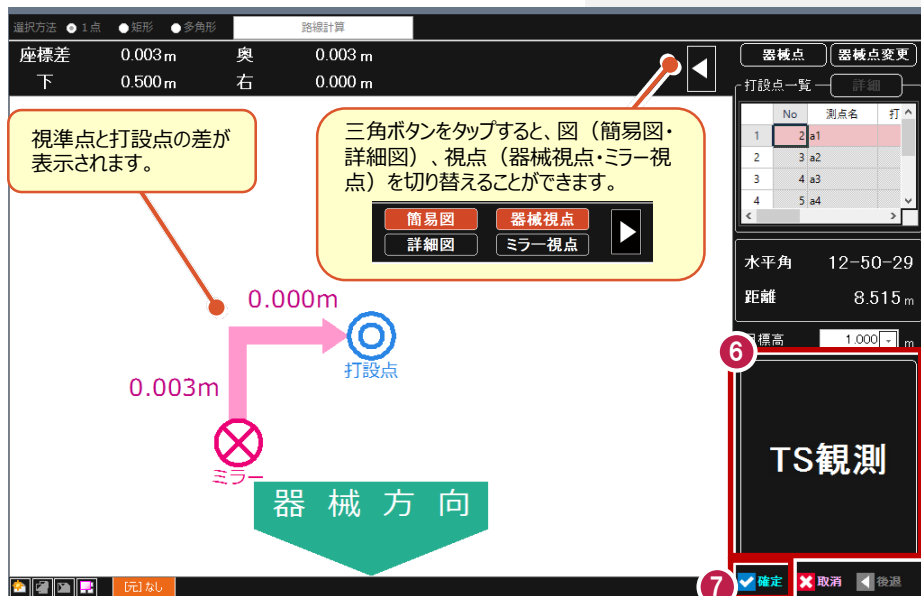 選択方法 1点 矩形 多角形 路線計算
座標差 0.003m 奥 0.003m
下 0.500m 右 0.000m
器械点 器械点変更
打設点一覧 詳細
No 測点名 打
1 2 a1
2 3 a2
3 4 a3
4 5 a4
視準点と打設点の差が
表示されます。
三角ボタンをタップすると、図（簡易図・
詳細図）、視点（器械視点・ミラー視
点）を切り替えることができます。
簡易図 器械視点
詳細図 ミラー視点
水平角 12-50-29
距離 8.515m
標高 1.000 m
0.000m
打設点
0.003m
ミラー
器械方向
6
TS観測
7
[元]なし
確定 取消 後退